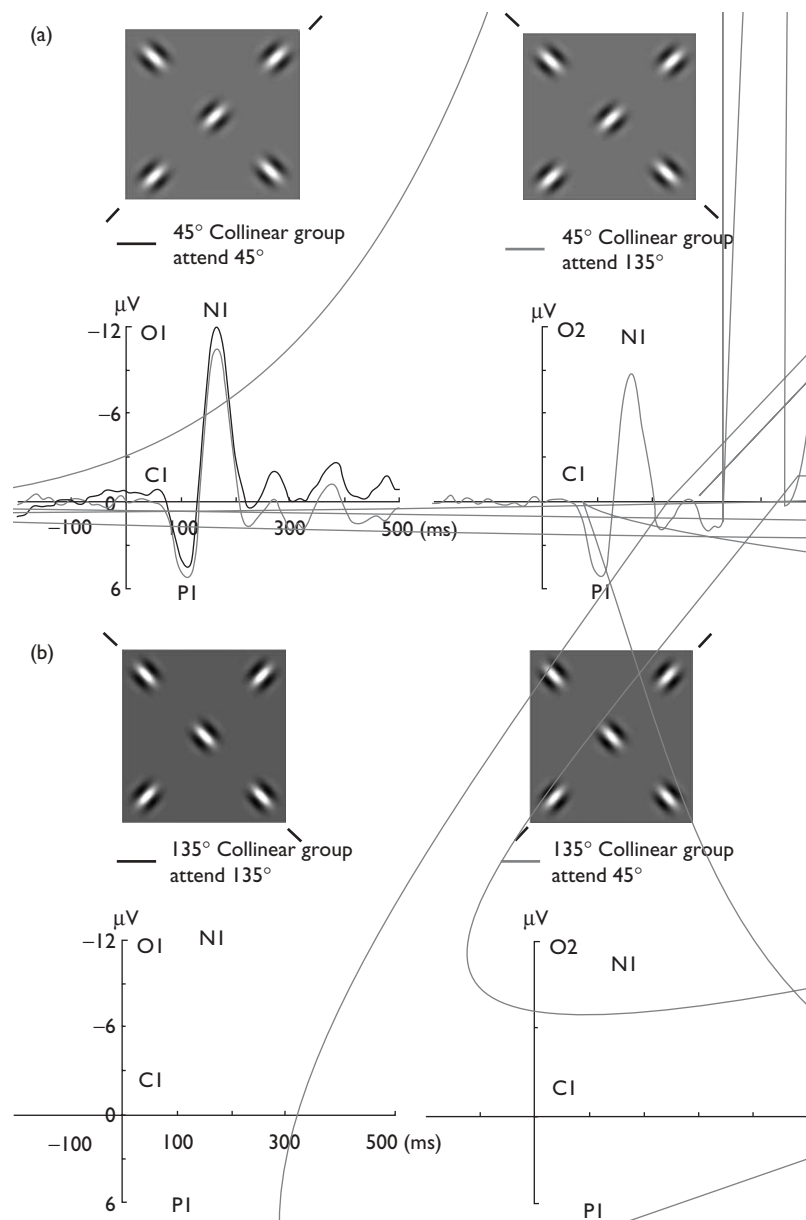 (a)
45° Collinear group
attend 45°
45° Collinear group
attend 135°
μV
−12
O1
N1
−6
C1
0
−100
100
300
500 (ms)
6
P1
μV
O2
N1
C1
P1
(b)
135° Collinear group
attend 135°
135° Collinear group
attend 45°
μV
−12
O1
N1
−6
C1
0
−100
100
300
500 (ms)
6
P1
μV
O2
N1
C1
P1